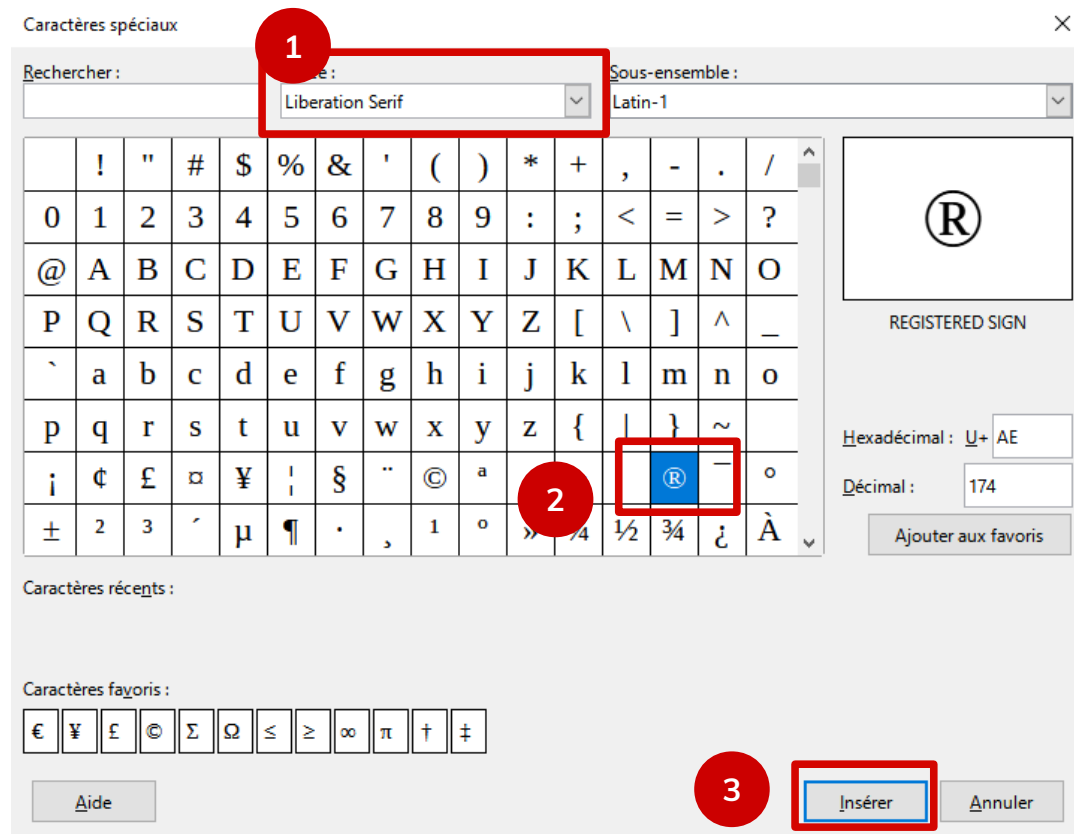 Caractères spéciaux
1
Rechercher : e : Sous-ensemble :
Liberation Serif Latin-1
! " # $ % & ' ( ) * + , - . /
0 1 2 3 4 5 6 7 8 9 : ; < = > ?
@ A B C D E F G H I J K L M N O
P Q R S T U V W X Y Z [ \ ] ^ _
` a b c d e f g h i j k l m n o
p q r s t u v w x y z { | } ~
¡ ¢ £ ¤ ¥ ¦ § ¨ © ª ® ¯ °
± ² ³ ´ µ ¶ · ¸ ¹ º » ¼ ½ ¾ ¿ À
®
REGISTERED SIGN
Hexadécimal : U+ AE
Décimal : 174
Ajouter aux favoris
2
Caractères récents :
Caractères favoris :
€ ¥ £ © Σ Ω ≤ ≥ ∞ π † ‡
3
Aide Insérer Annuler